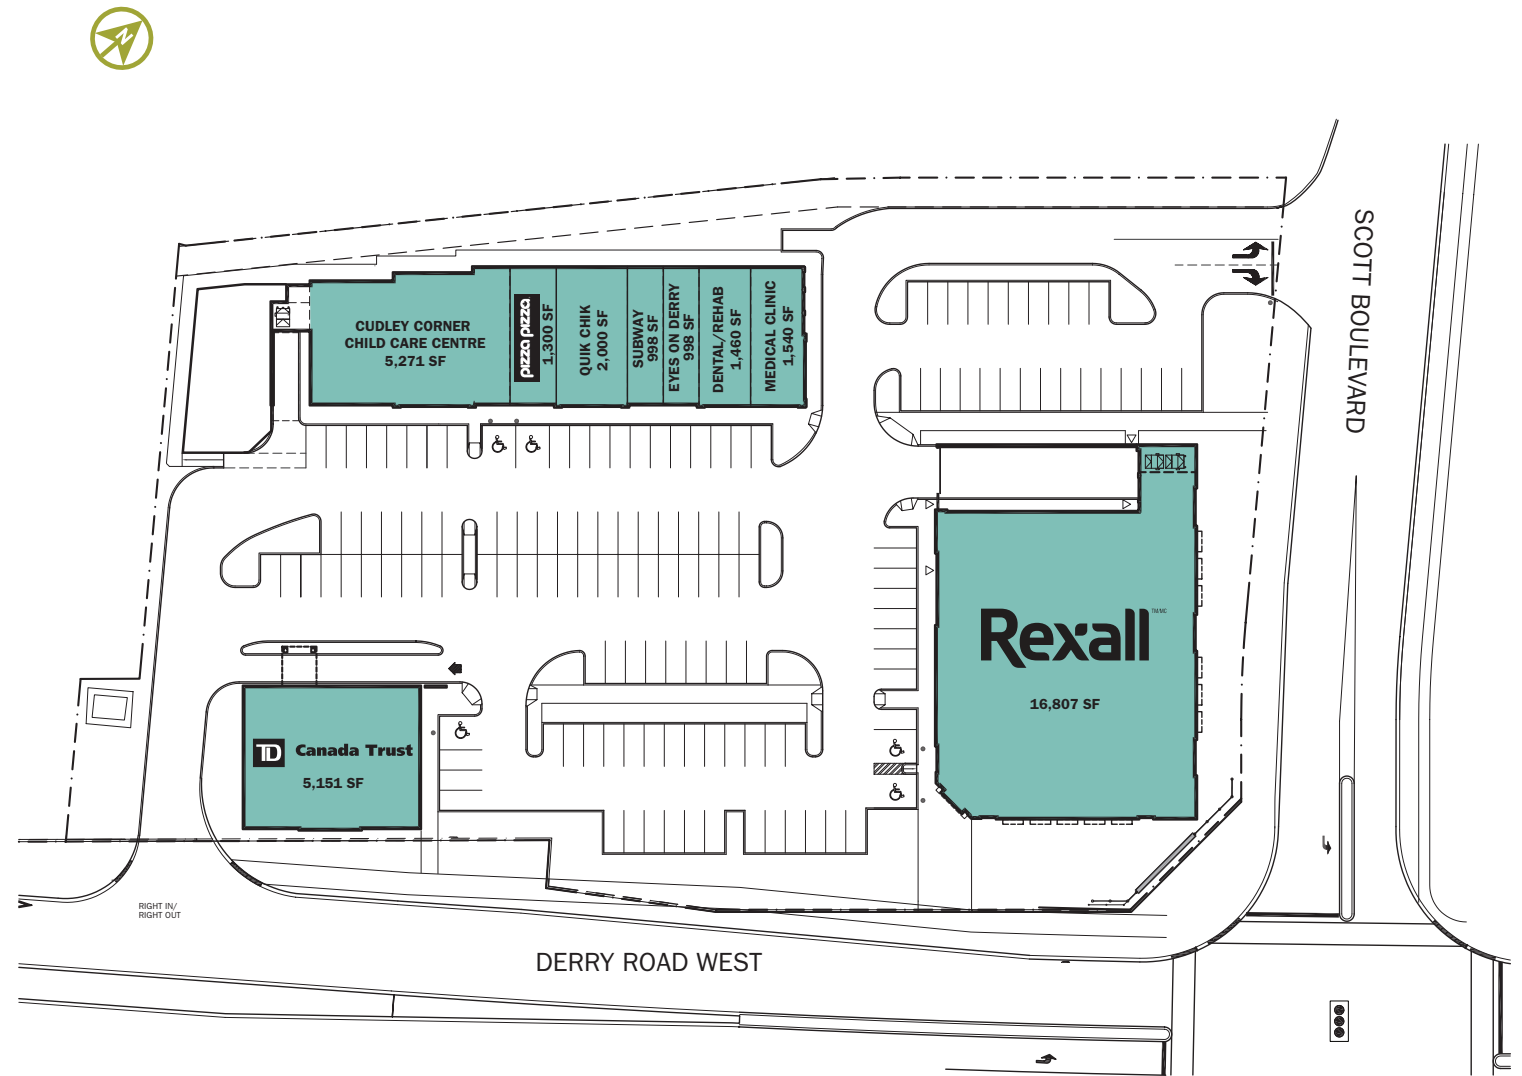 N
SCOTT BOULEVARD
CUDLEY CORNER
CHILD CARE CENTRE
5,271 SF
pizza pizza
1,300 SF
QUIK CHIK
2,000 SF
SUBWAY
998 SF
EYES ON DERRY
998 SF
DENTAL/REHAB
1,460 SF
MEDICAL CLINIC
1,540 SF
Rexall TM/MC
16,807 SF
TD Canada Trust
5,151 SF
RIGHT IN/
RIGHT OUT
DERRY ROAD WEST